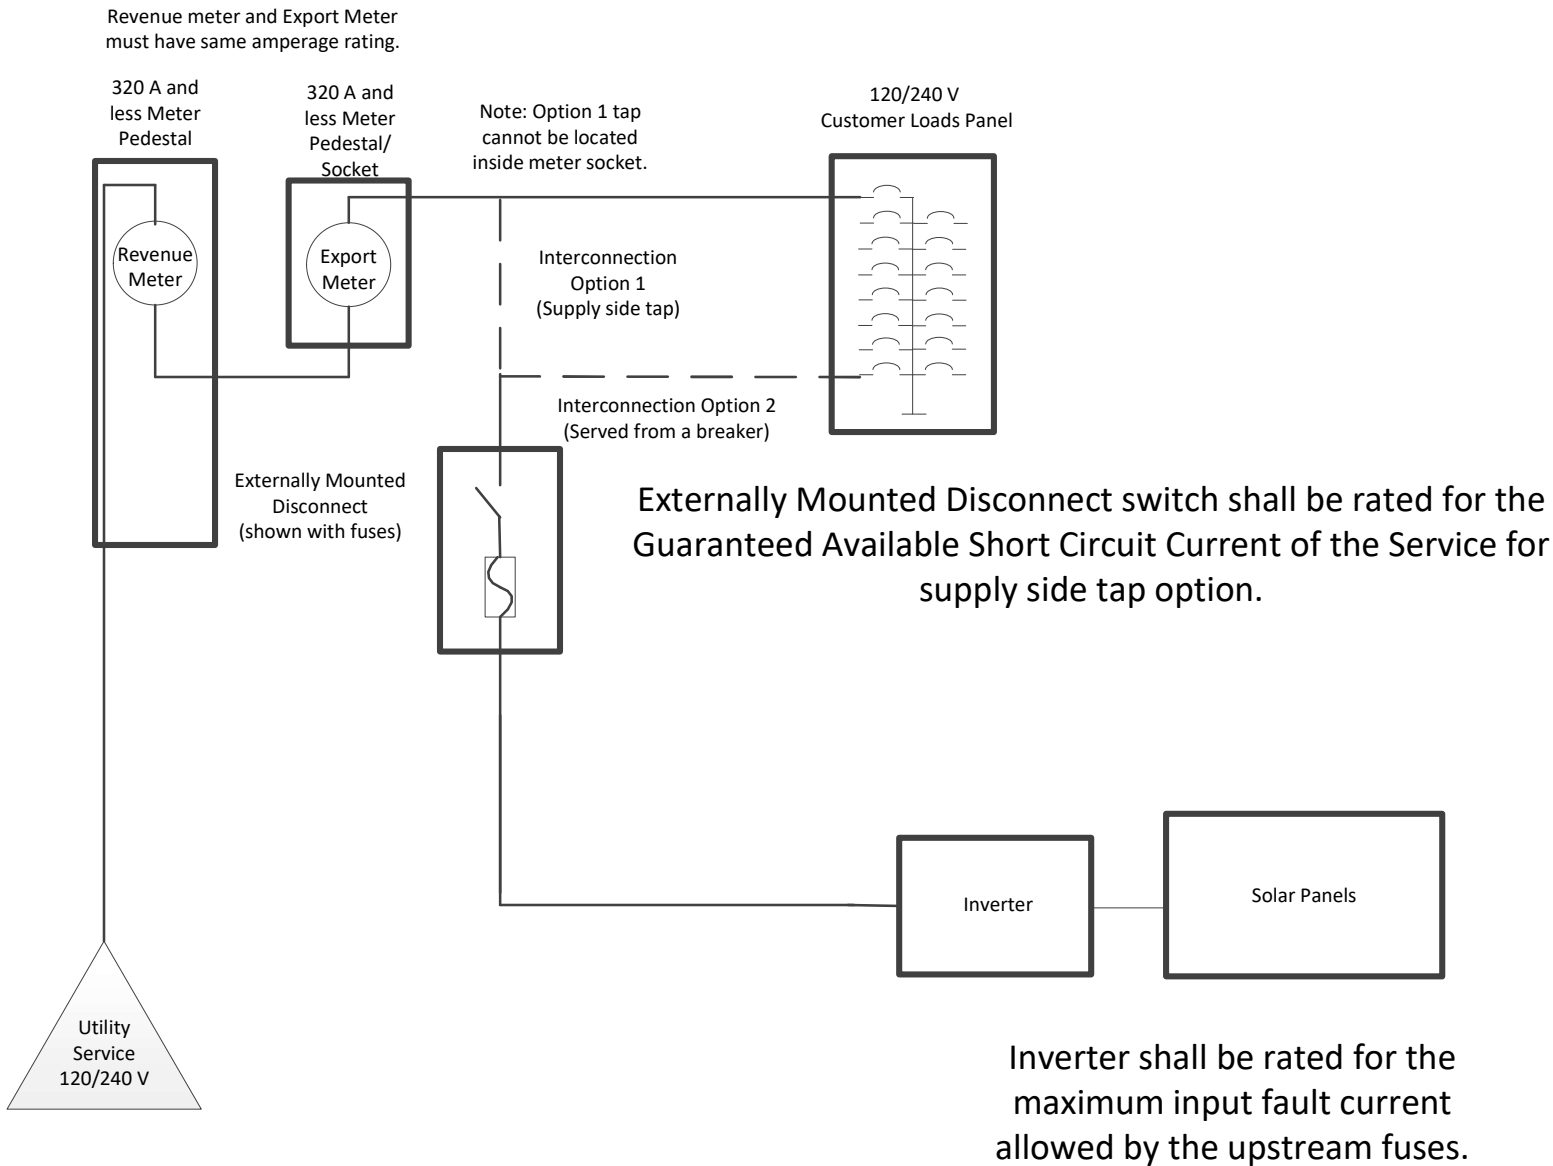 Revenue meter and Export Meter
must have same amperage rating.
320 A and
less Meter
Pedestal
320 A and
less Meter
Pedestal/
Socket
Note: Option 1 tap
cannot be located
inside meter socket.
120/240 V
Customer Loads Panel
Revenue
Meter
Export
Meter
Interconnection
Option 1
(Supply side tap)
Interconnection Option 2
(Served from a breaker)
Externally Mounted
Disconnect
(shown with fuses)
Externally Mounted Disconnect switch shall be rated for the
Guaranteed Available Short Circuit Current of the Service for
supply side tap option.
Inverter
Solar Panels
Utility
Service
120/240 V
Inverter shall be rated for the
maximum input fault current
allowed by the upstream fuses.